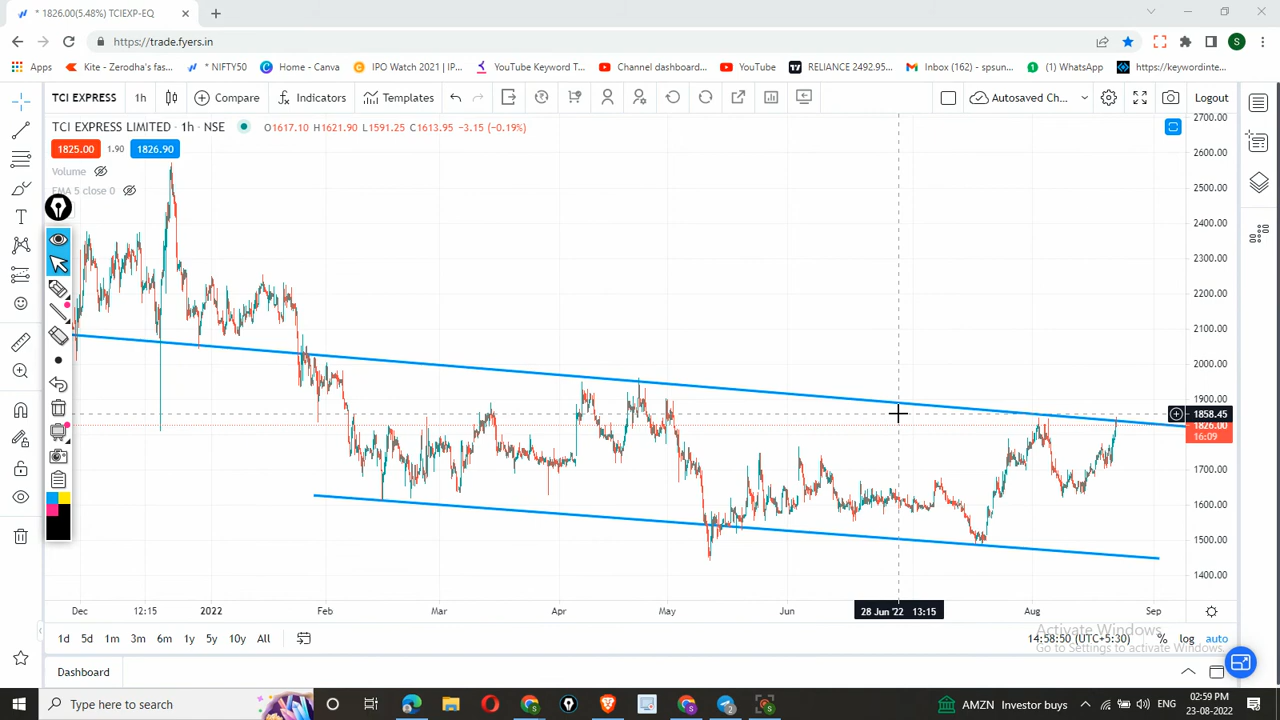 * 1826.00(5.48%) TCIEXP-EQ
https://trade.fyers.in
Apps Kite - Zerodha's fas... * NIFTY50 Home - Canva IPO Watch 2021 | IP... YouTube Keyword T... Channel dashboard... YouTube RELIANCE 2492.95... Inbox (162) - spsun... (1) WhatsApp https://keywordinte...
TCI EXPRESS 1h Compare Indicators Templates Autosaved Ch... Logout
TCI EXPRESS LIMITED · 1h · NSE O1617.10 H1621.90 L1591.25 C1613.95 −3.15 (−0.19%)
1825.00 1.90 1826.90
Volume
EMA 5 close 0
2700.00
2600.00
2500.00
2400.00
2300.00
2200.00
2100.00
2000.00
1900.00
1858.45
1826.00
16:09
1700.00
1600.00
1500.00
1400.00
Dec 12:15 2022 Feb Mar Apr May Jun 28 Jun '22 13:15 Aug Sep
1d 5d 1m 3m 6m 1y 5y 10y All 14:58:50 (UTC+5:30) % log auto
Activate Windows
Go to Settings to activate Windows.
Dashboard
Type here to search AMZN Investor buys ENG 02:59 PM
23-08-2022